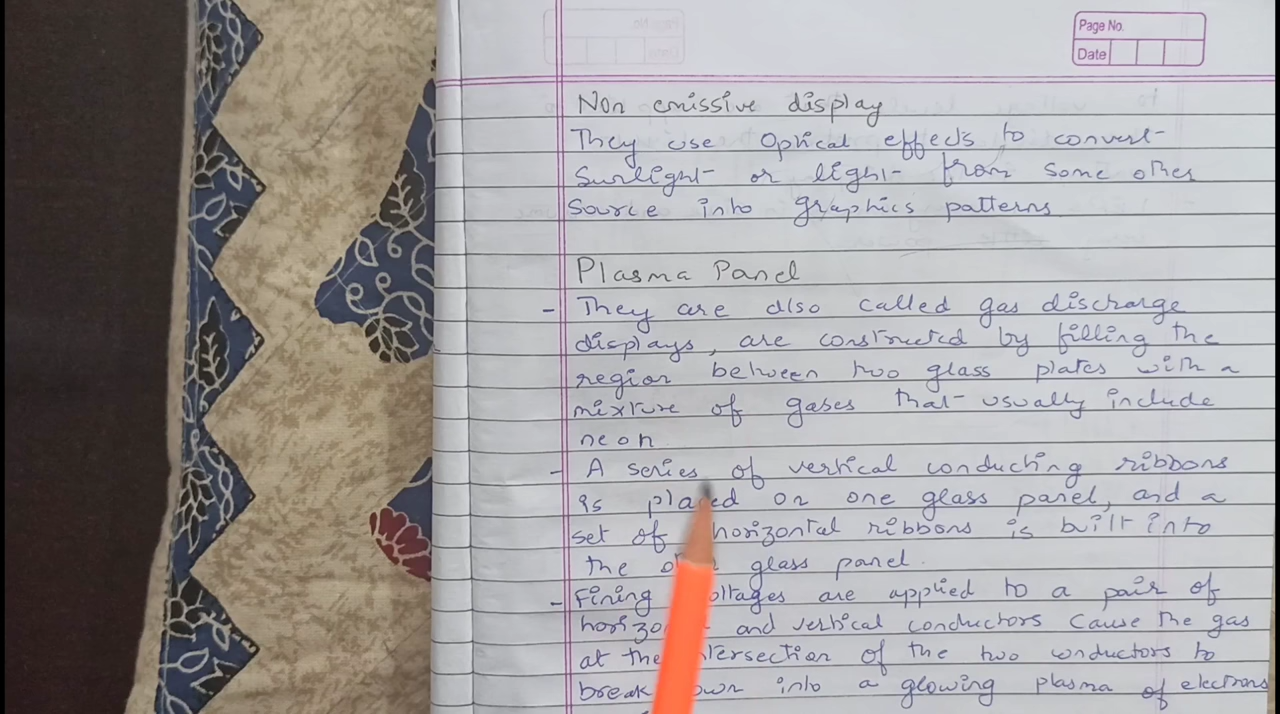 Page No.
Date
Non emissive display
They use Optical effects to convert
Sunlight or light from some other
Source into graphics patterns
Plasma Panel
- They are also called gas discharge
displays, are constructed by filling the
region between two glass plates with a
mixture of gases that usually include
neon.
- A series of vertical conducting ribbons
is placed on one glass panel, and a
set of horizontal ribbons is built into
the glass panel.
- Firing are applied to a pair of
and vertical conductors cause the gas
at the of the two conductors to
break into a glowing plasma of electrons